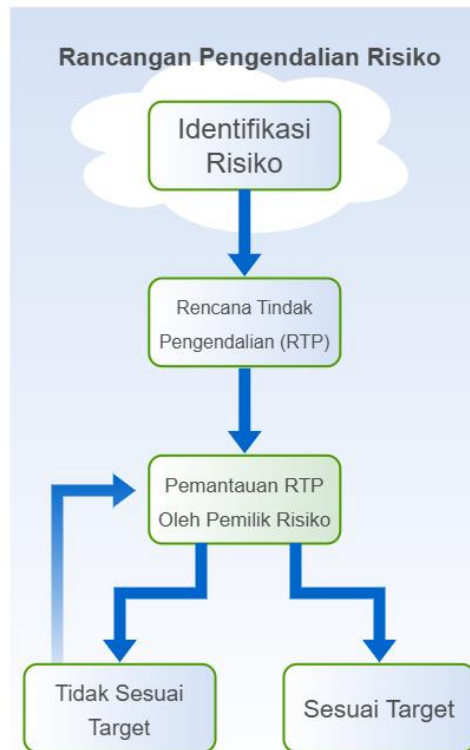 Rancangan Pengendalian Risiko
Identifikasi
Risiko
Rencana Tindak
Pengendalian (RTP)
Pemantauan RTP
Oleh Pemilik Risiko
Tidak Sesuai
Target
Sesuai Target